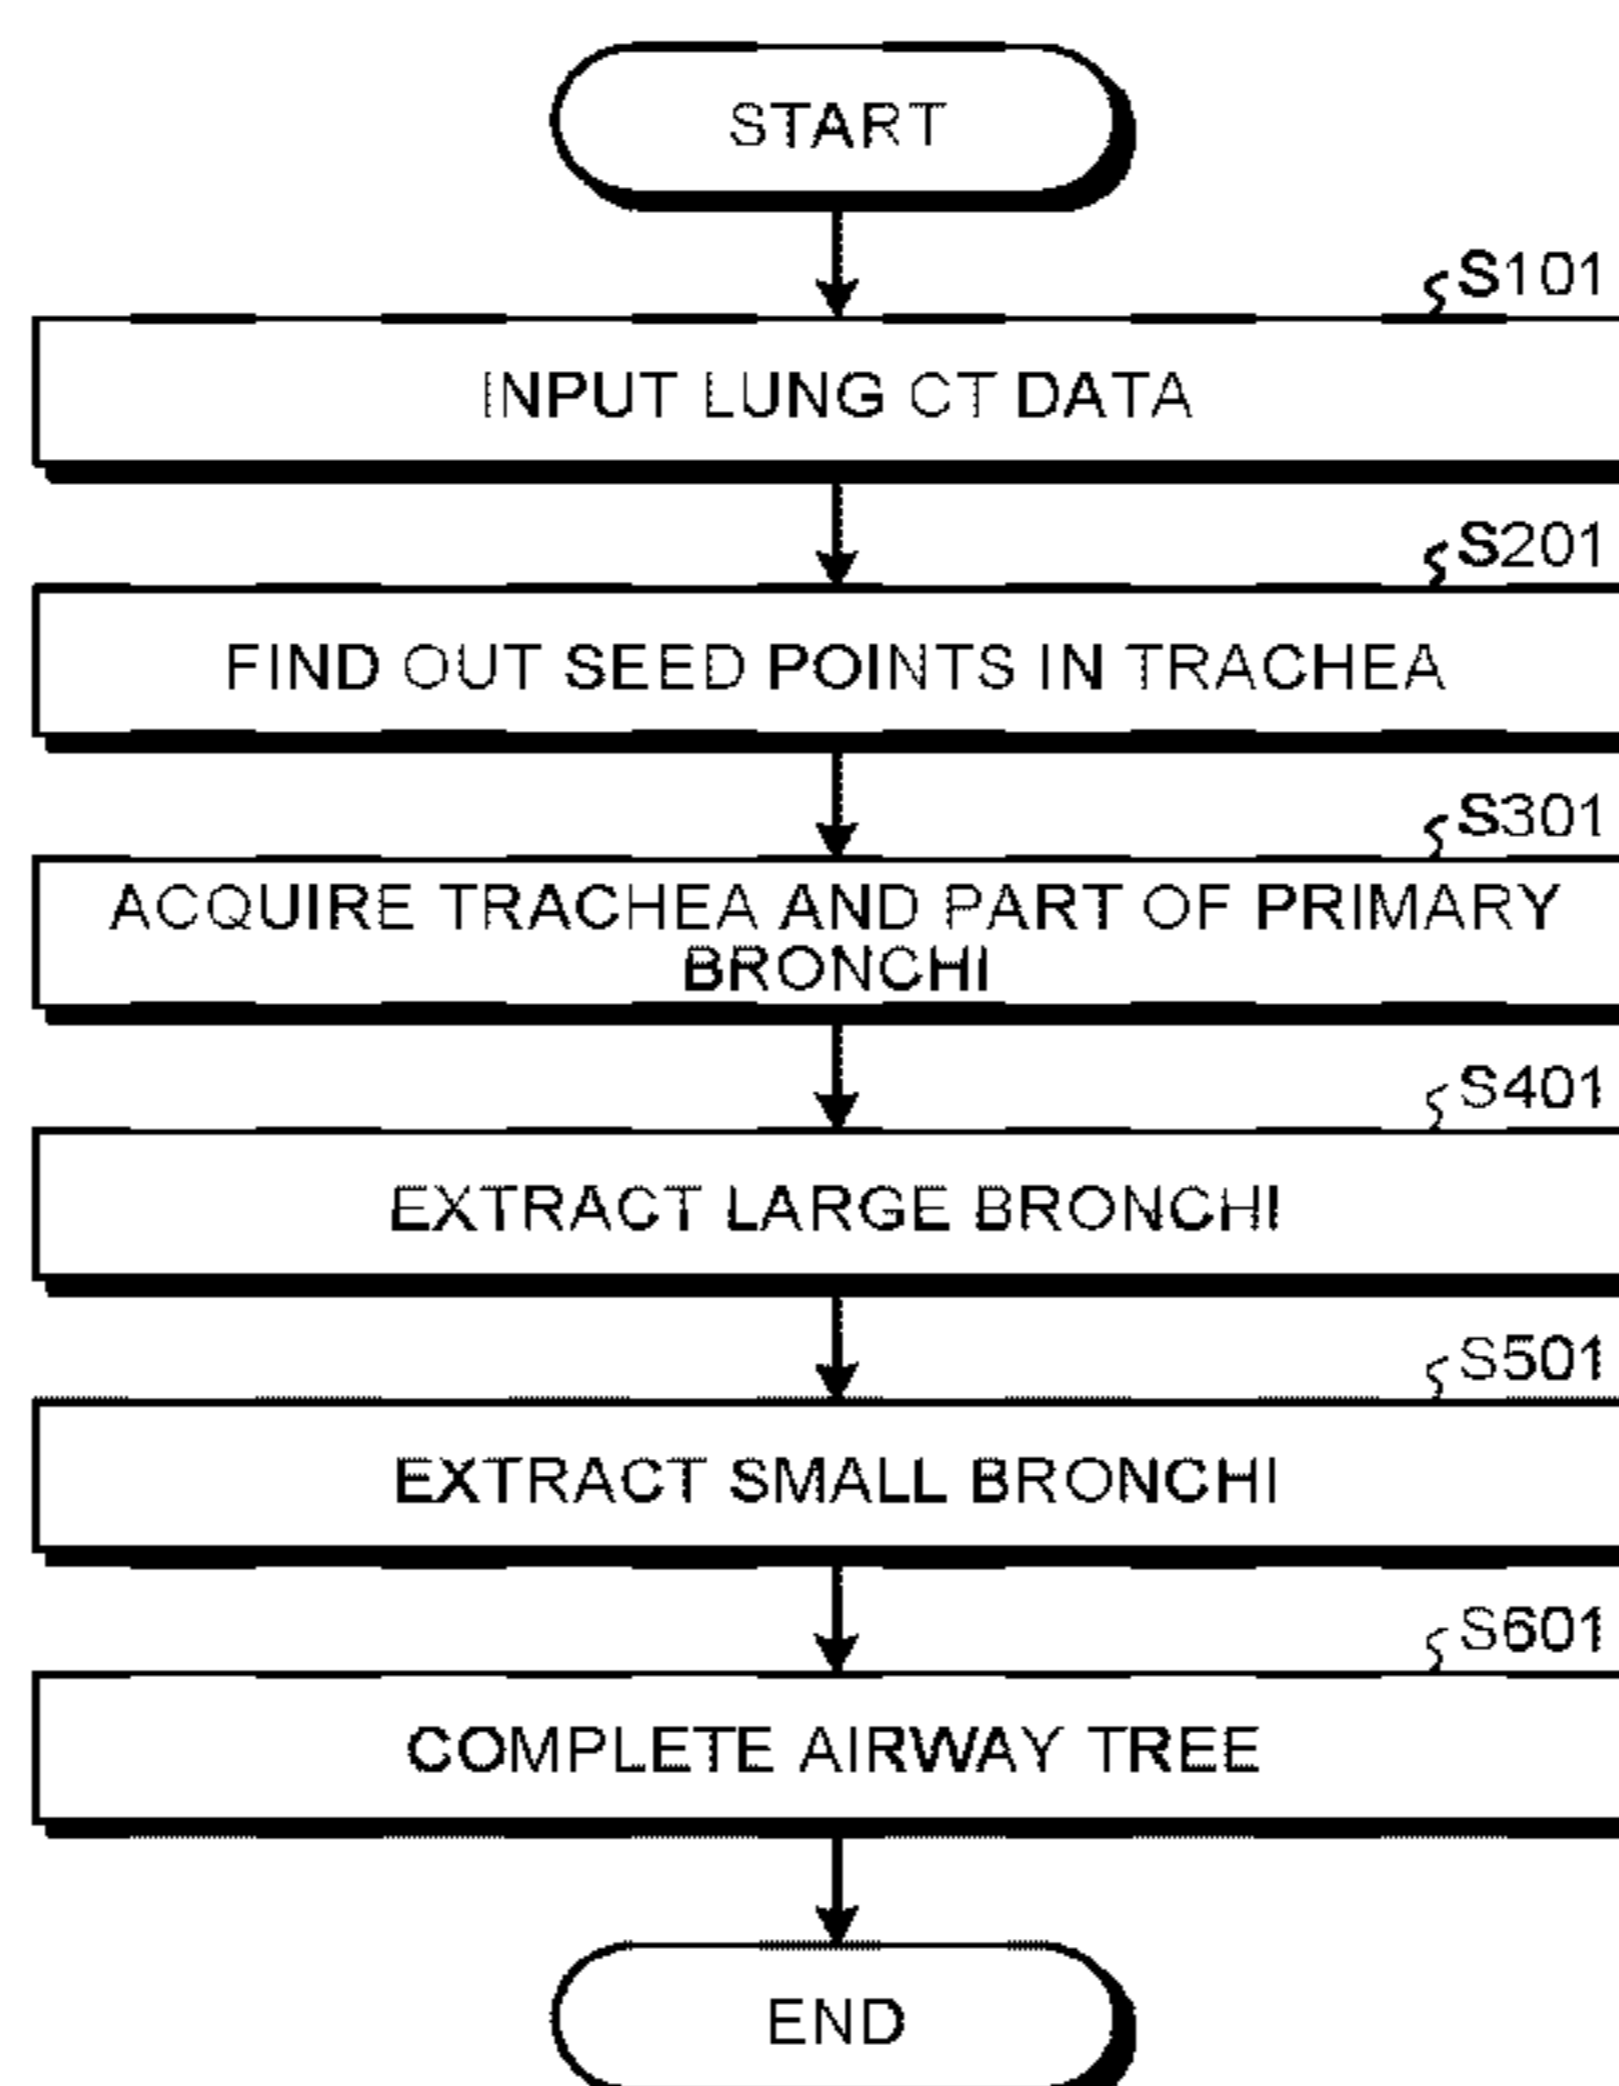 START
S101
INPUT LUNG CT DATA
S201
FIND OUT SEED POINTS IN TRACHEA
S301
ACQUIRE TRACHEA AND PART OF PRIMARY
BRONCHI
S401
EXTRACT LARGE BRONCHI
S501
EXTRACT SMALL BRONCHI
S601
COMPLETE AIRWAY TREE
END